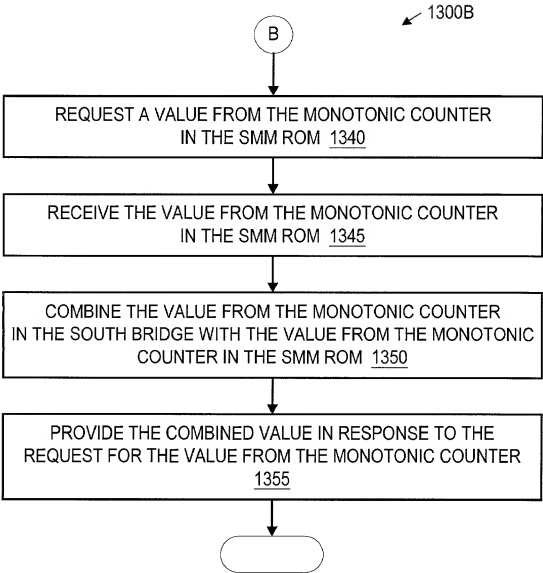 1300B
B
REQUEST A VALUE FROM THE MONOTONIC COUNTER
IN THE SMM ROM 1340
RECEIVE THE VALUE FROM THE MONOTONIC COUNTER
IN THE SMM ROM 1345
COMBINE THE VALUE FROM THE MONOTONIC COUNTER
IN THE SOUTH BRIDGE WITH THE VALUE FROM THE MONOTONIC
COUNTER IN THE SMM ROM 1350
PROVIDE THE COMBINED VALUE IN RESPONSE TO THE
REQUEST FOR THE VALUE FROM THE MONOTONIC COUNTER
1355